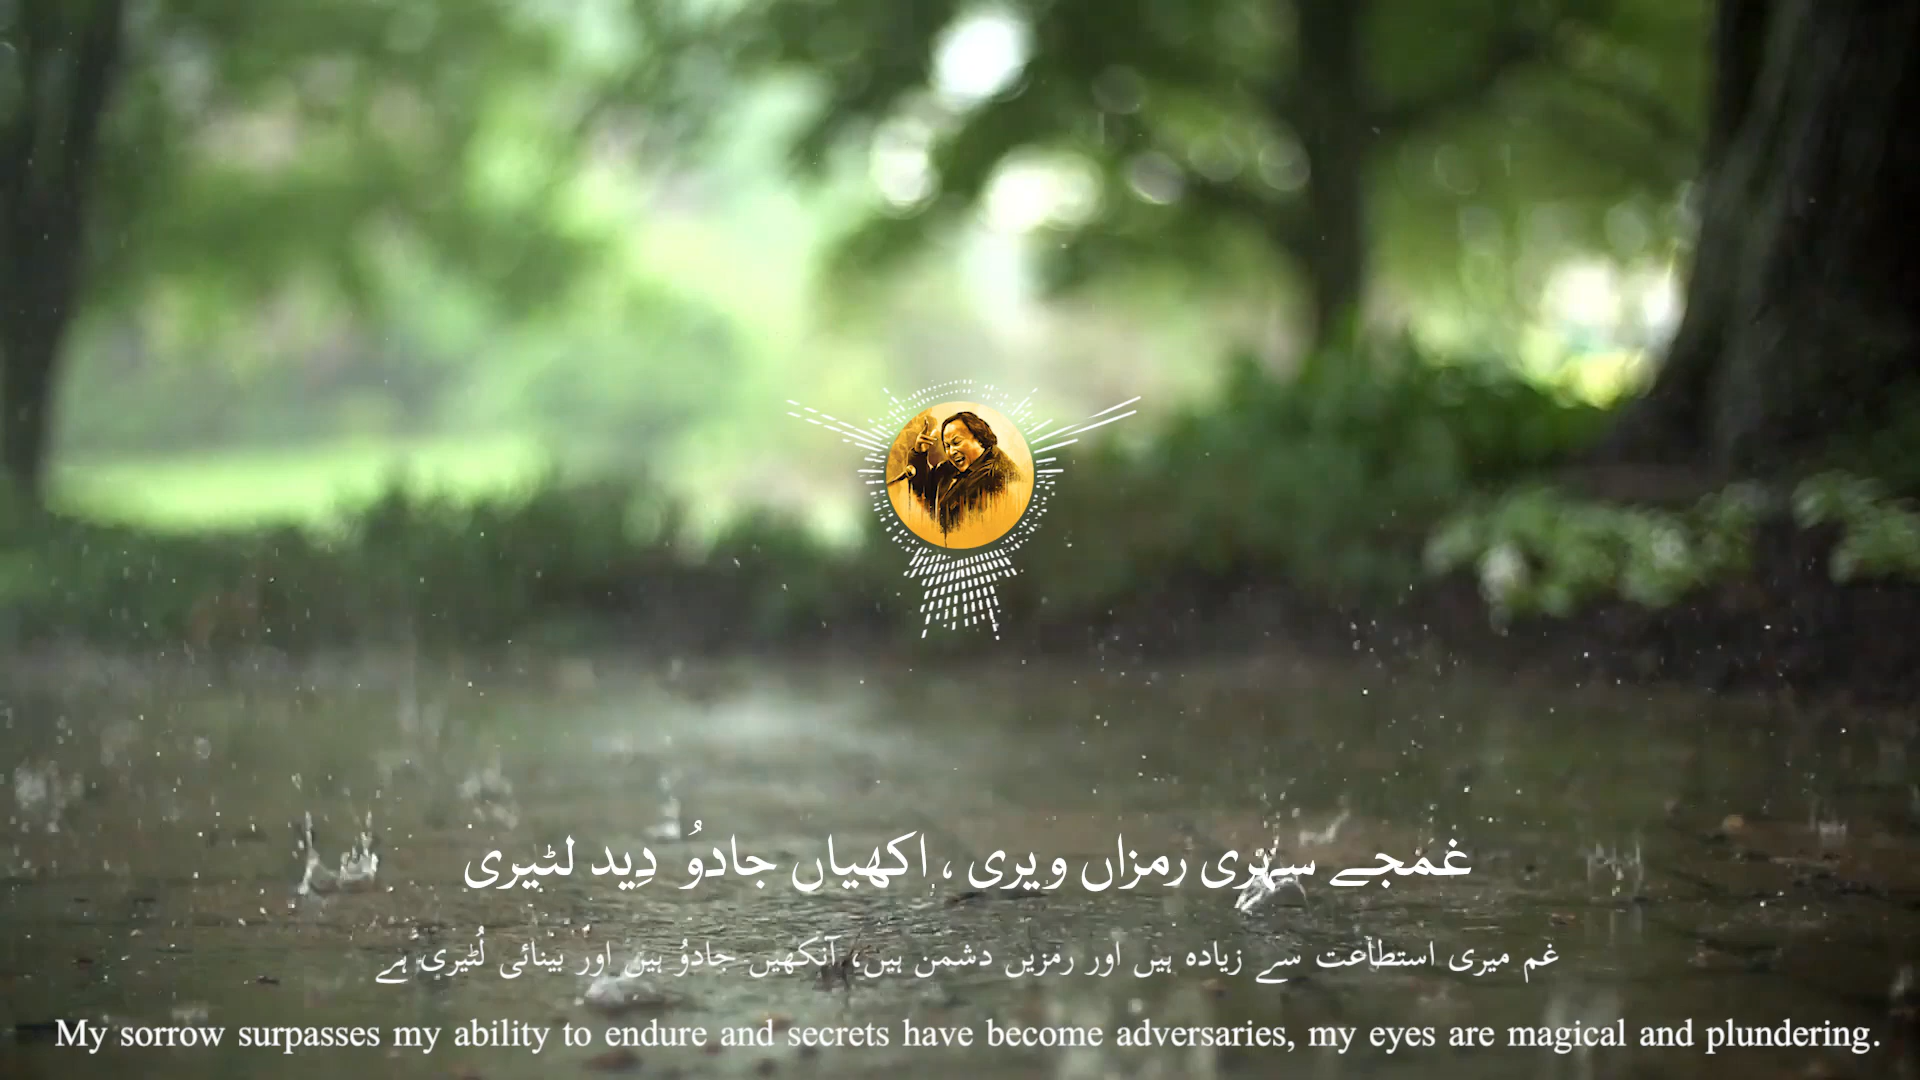 غمجے سہری رمزاں ویری ، اکھیاں جادوُ دِید لٹیری
غم میری استطاعت سے زیادہ ہیں اور رمزیں دشمن ہیں، آنکھیں جادوُ ہیں اور بینائی لُٹیری ہے
My sorrow surpasses my ability to endure and secrets have become adversaries, my eyes are magical and plundering.